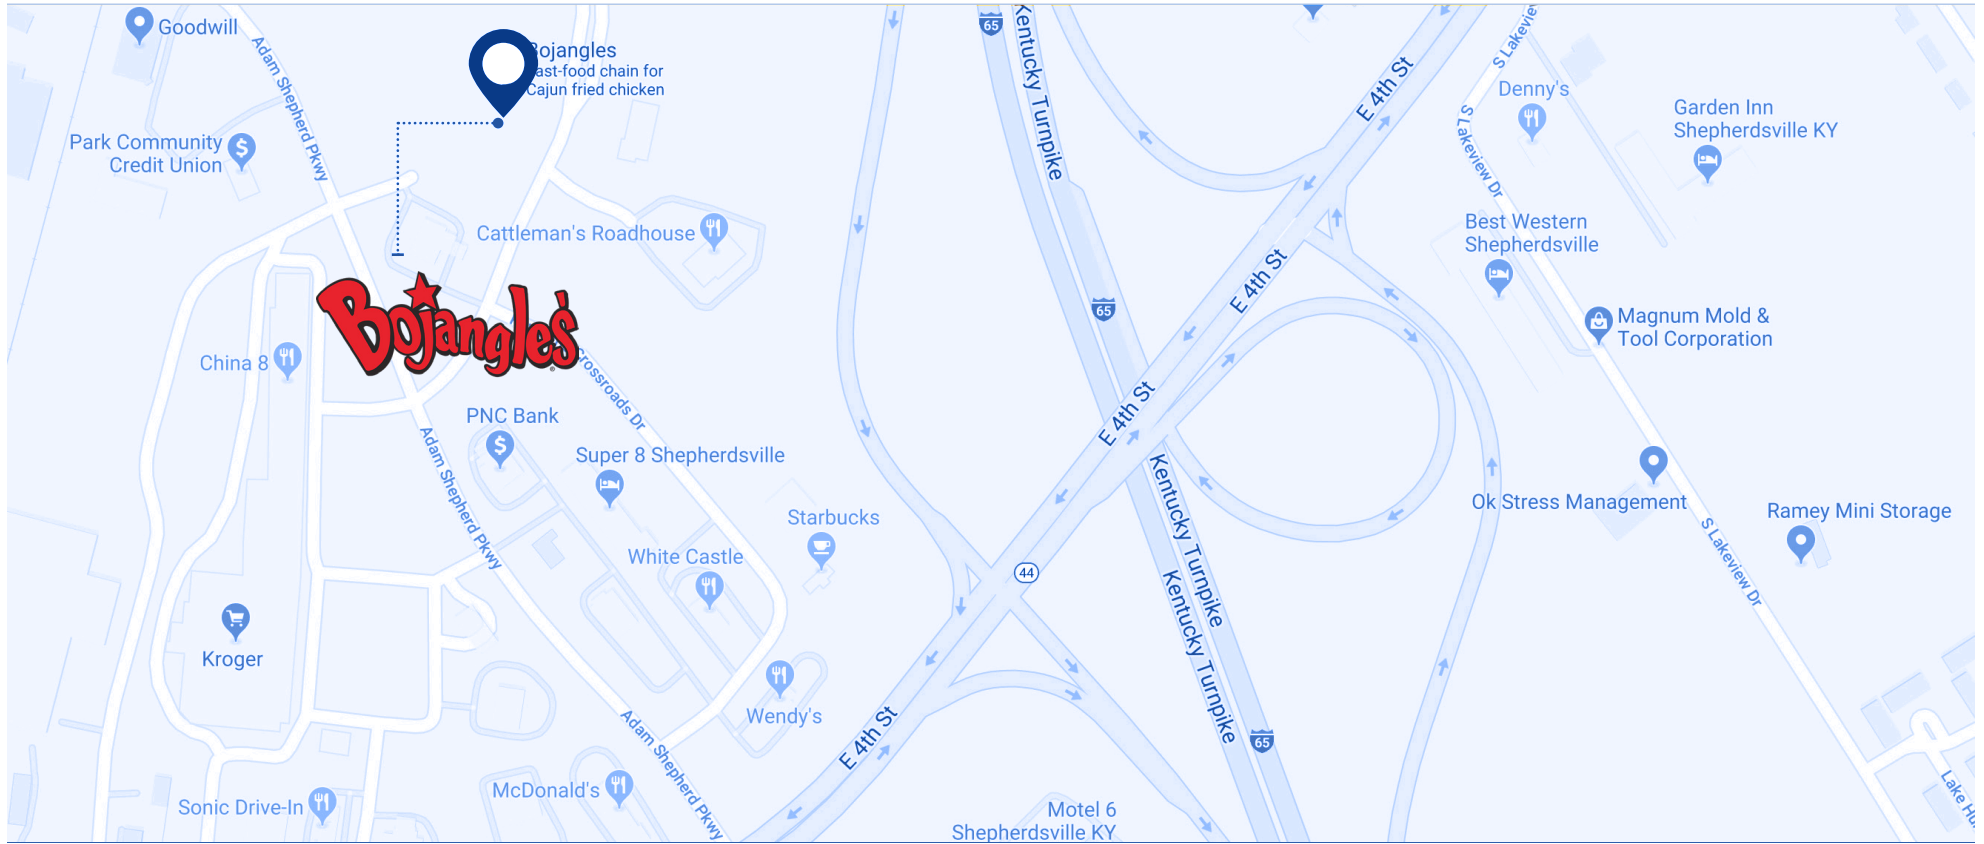 Goodwill
Bojangles
Fast-food chain for
Cajun fried chicken
65
Kentucky Turnpike
E 4th St
S Lakeview
Adam Shepherd Pkwy
Denny's
Garden Inn
Shepherdsville KY
S Lakeview Dr
Park Community
Credit Union
Cattleman's Roadhouse
Best Western
Shepherdsville
E 4th St
65
Bojangles'
Magnum Mold &
Tool Corporation
China 8
Crossroads Dr
E 4th St
PNC Bank
Adam Shepherd Pkwy
Super 8 Shepherdsville
Kentucky Turnpike
Ok Stress Management
Starbucks
Ramey Mini Storage
S Lakeview Dr
White Castle
44
Kentucky Turnpike
Kroger
Wendy's
E 4th St
65
Adam Shepherd Pkwy
Sonic Drive-In
McDonald's
Motel 6
Shepherdsville KY
Lake